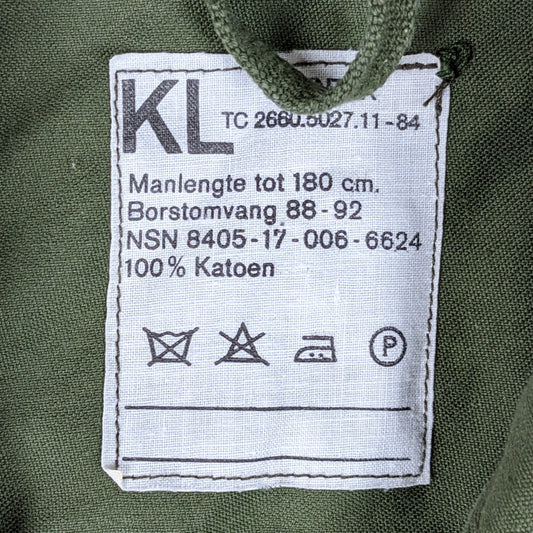 KL
TC 2660.5027.11-84
Manlengte tot 180 cm.
Borstomvang 88-92
NSN 8405-17-006-6624
100% Katoen
P